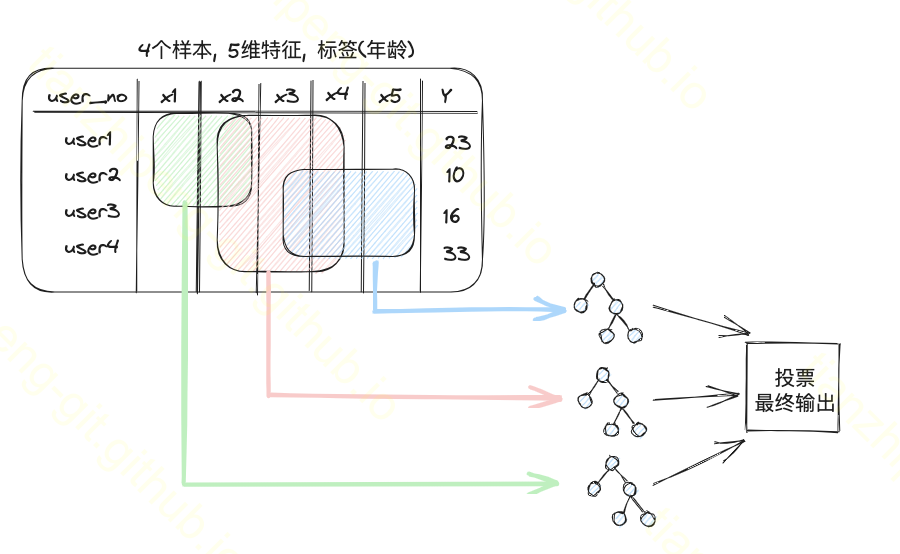 4个样本, 5维特征, 标签(年龄)
user_no x1 x2 x3 x4 x5 Y
user1 23
user2 10
user3 16
user4 33
投票
最终输出